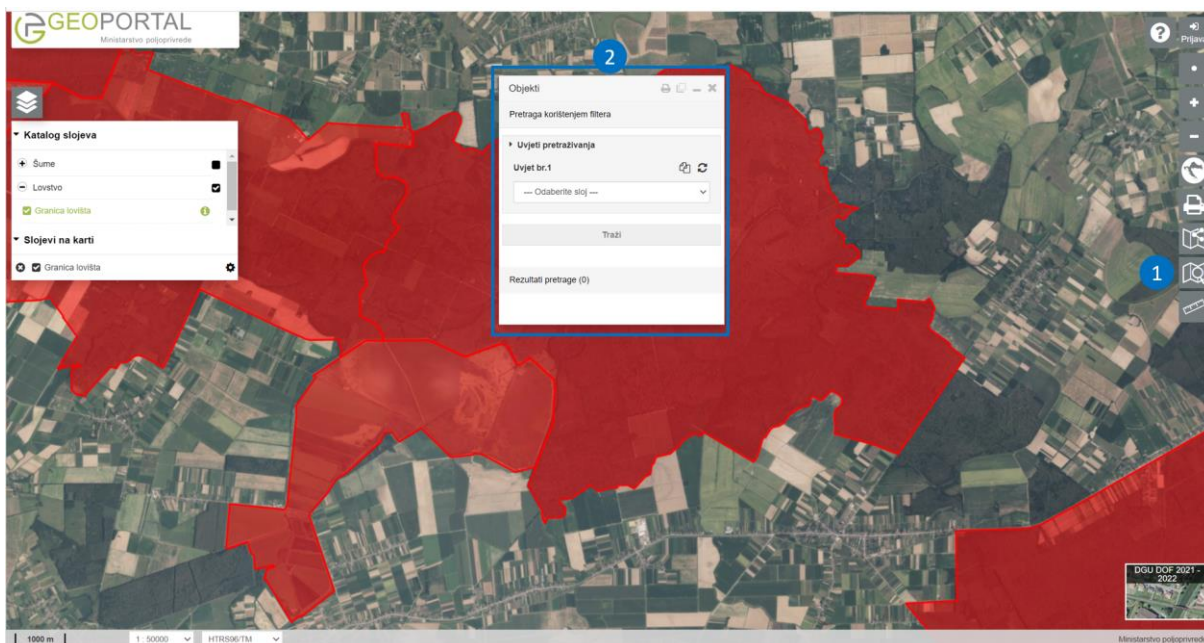 GEOPORTAL
Ministarstvo poljoprivrede
Prijava
2
Objekti
Pretraga korištenjem filtera
Uvjeti pretraživanja
Uvjet br.1
--- Odaberite sloj ---
Traži
Rezultati pretrage (0)
Katalog slojeva
Šume
Lovstvo
Granica lovišta
Slojevi na karti
Granica lovišta
1
DGU DOF 2021 -
2022
1000 m
1 : 50000
HTRS96/TM
Ministarstvo poljoprivrede